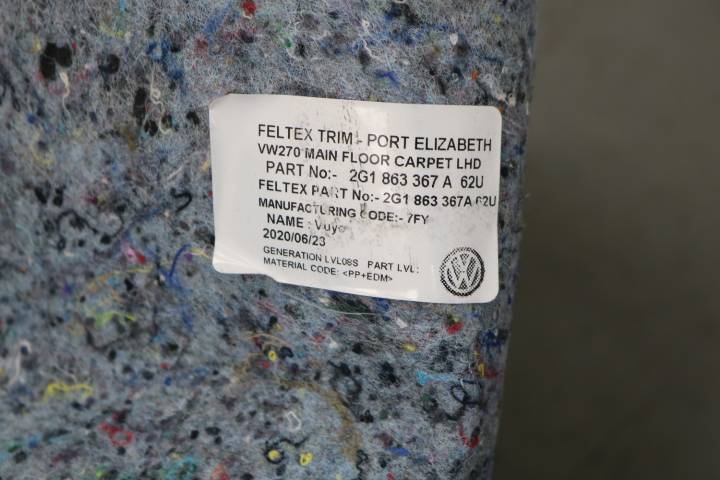 FELTEX TRIM - PORT ELIZABETH
VW270 MAIN FLOOR CARPET LHD
PART No:- 2G1 863 367 A 62U
FELTEX PART No:- 2G1 863 367A 62U
MANUFACTURING CODE:- 7FY
NAME : Vuyo
2020/06/23
GENERATION LVL08S PART LVL:
MATERIAL CODE: <PP+EDM>